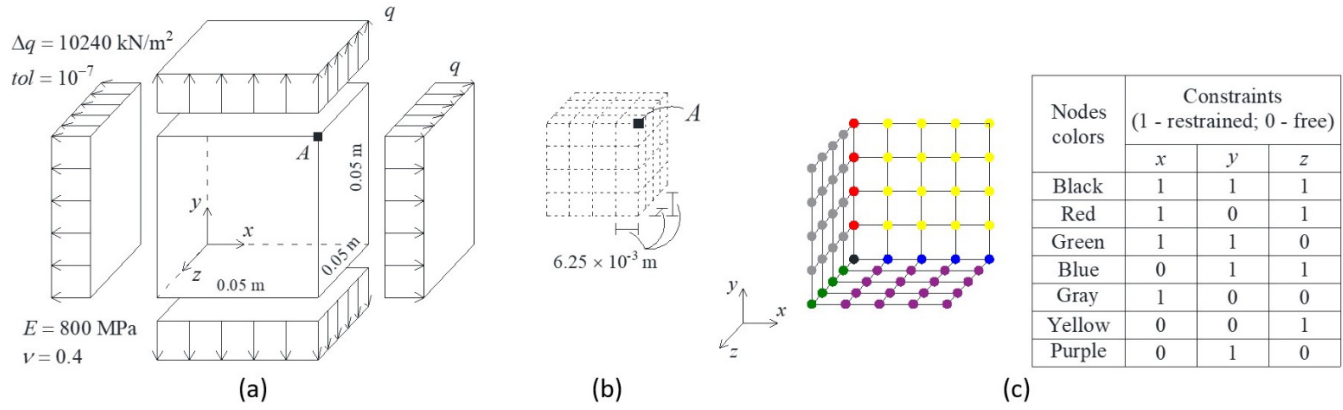 q
Δq = 10240 kN/m²
tol = 10⁻⁷
q
A
0.05 m
y
x
z
0.05 m
0.05 m
E = 800 MPa
ν = 0.4
(a)
A
6.25 × 10⁻³ m
(b)
y
x
z
(c)
Nodes colors
Constraints
(1 - restrained; 0 - free)
x y z
Black 1 1 1
Red 1 0 1
Green 1 1 0
Blue 0 1 1
Gray 1 0 0
Yellow 0 0 1
Purple 0 1 0